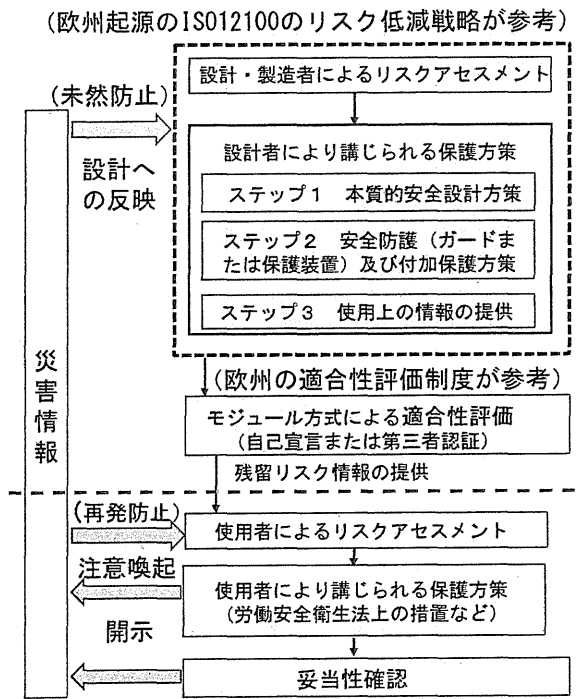 (欧州起源のISO12100のリスク低減戦略が参考)
設計・製造者によるリスクアセスメント
(未然防止)
設計へ
の反映
設計者により講じられる保護方策
ステップ1 本質的安全設計方策
ステップ2 安全防護(ガードま
たは保護装置)及び付加保護方策
ステップ3 使用上の情報の提供
災害情報
(欧州の適合性評価制度が参考)
モジュール方式による適合性評価
(自己宣言または第三者認証)
残留リスク情報の提供
(再発防止)
使用者によるリスクアセスメント
注意喚起
使用者により講じられる保護方策
(労働安全衛生法上の措置など)
開示
妥当性確認